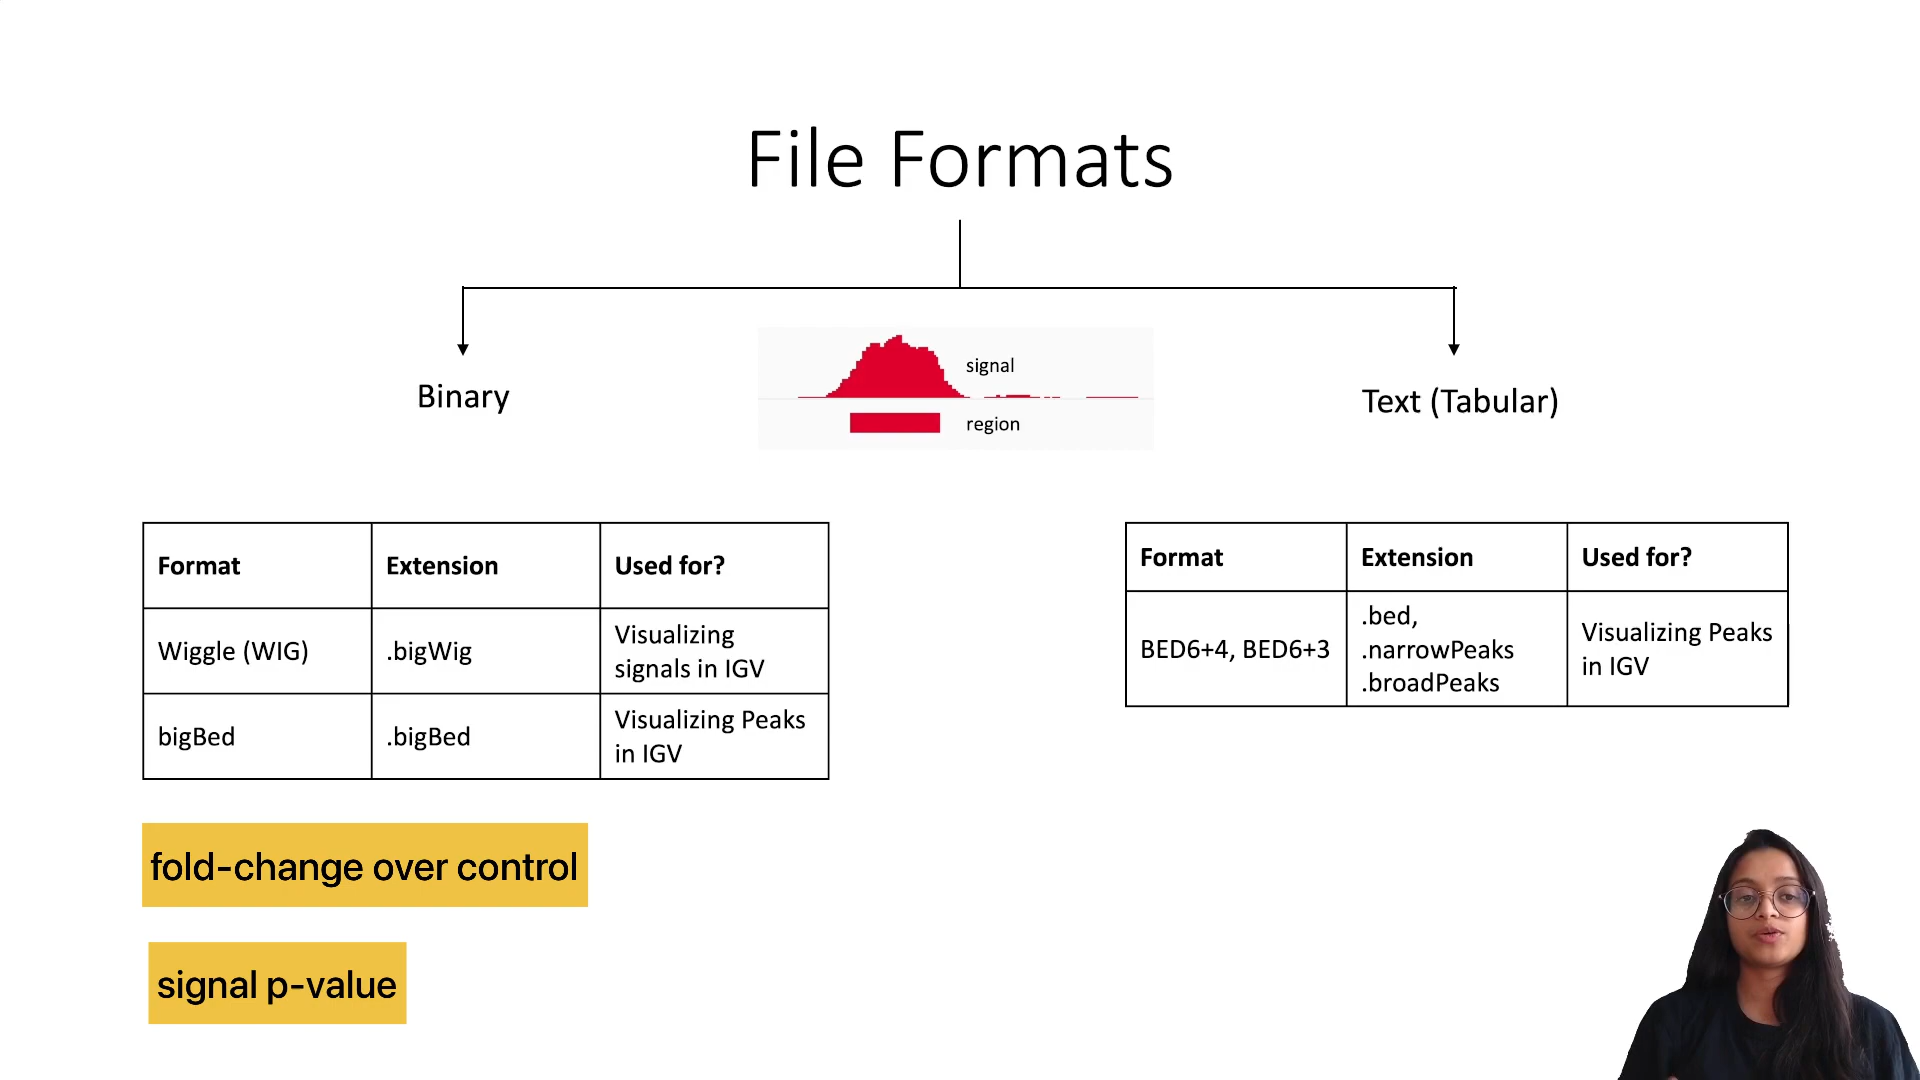 File Formats
Binary
signal
region
Text (Tabular)
Format Extension Used for?
Wiggle (WIG) .bigWig Visualizing
signals in IGV
bigBed .bigBed Visualizing Peaks
in IGV
Format Extension Used for?
BED6+4, BED6+3 .bed,
.narrowPeaks
.broadPeaks
Visualizing Peaks
in IGV
fold-change over control
signal p-value